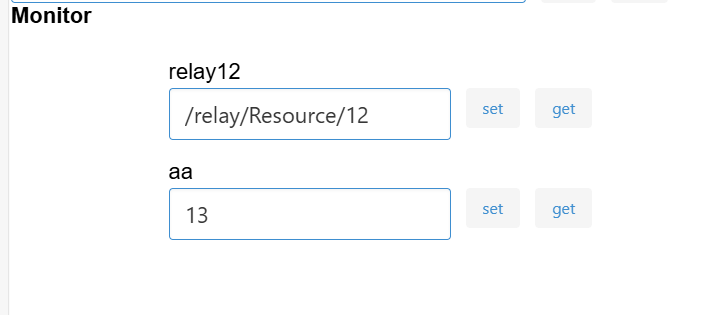 Monitor
relay12
/relay/Resource/12 set get
aa
13 set get